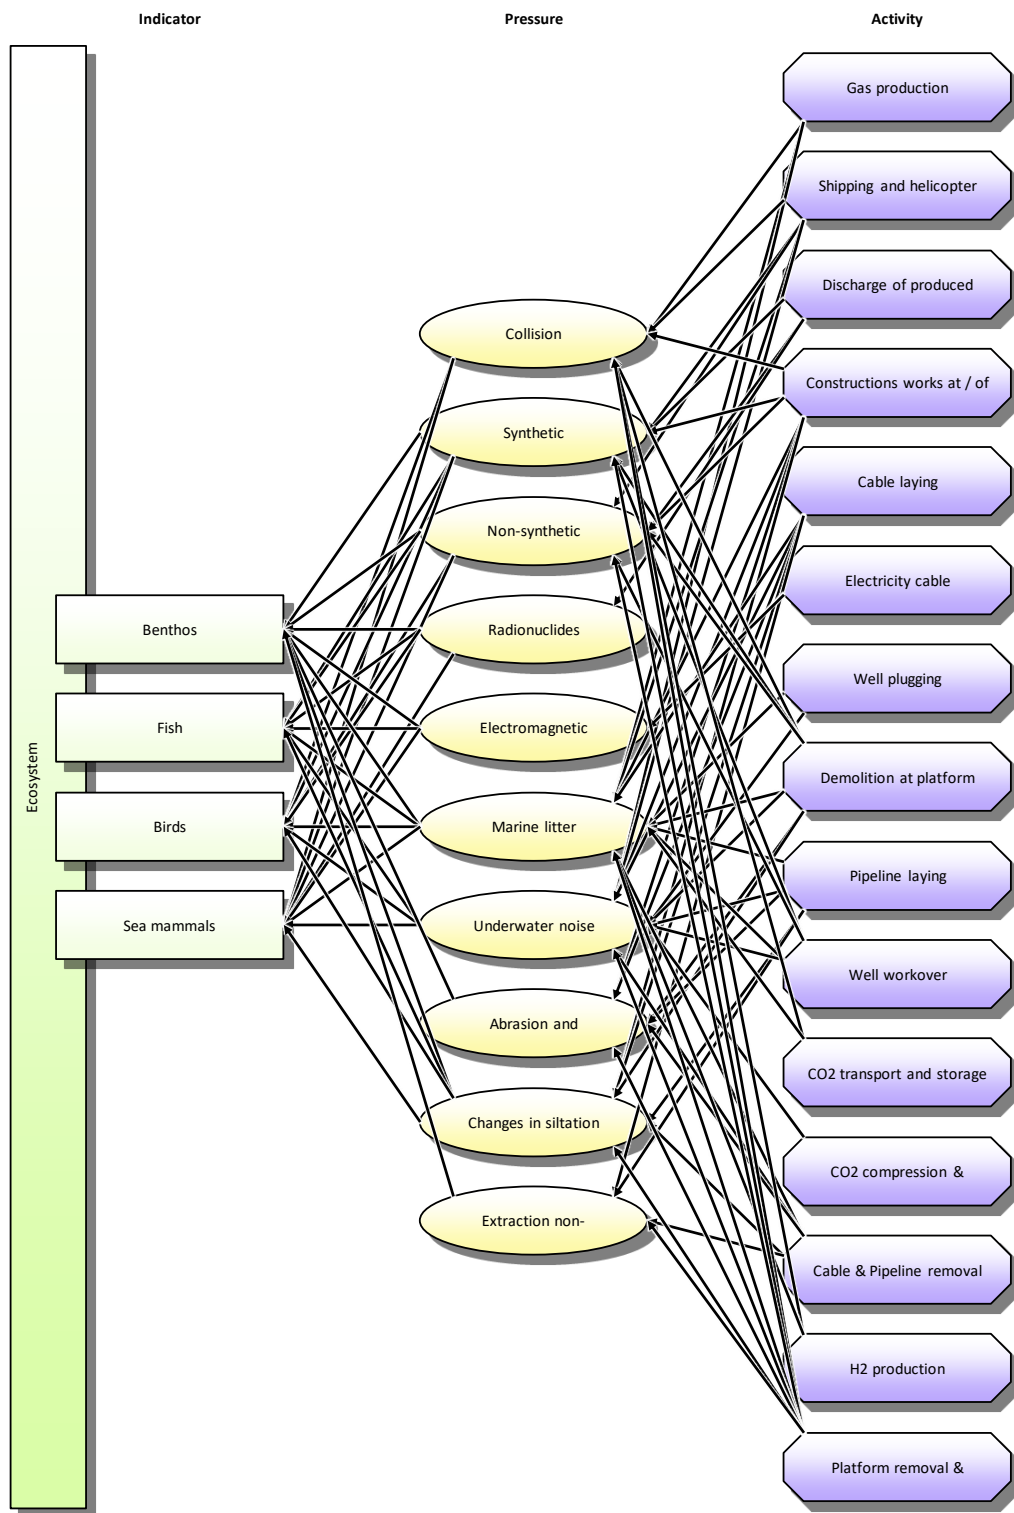 Indicator
Pressure
Activity
Ecosystem
Benthos
Fish
Birds
Sea mammals
Collision
Synthetic
Non-synthetic
Radionuclides
Electromagnetic
Marine litter
Underwater noise
Abrasion and
Changes in siltation
Extraction non-
Gas production
Shipping and helicopter
Discharge of produced
Constructions works at / of
Cable laying
Electricity cable
Well plugging
Demolition at platform
Pipeline laying
Well workover
CO2 transport and storage
CO2 compression &
Cable & Pipeline removal
H2 production
Platform removal &